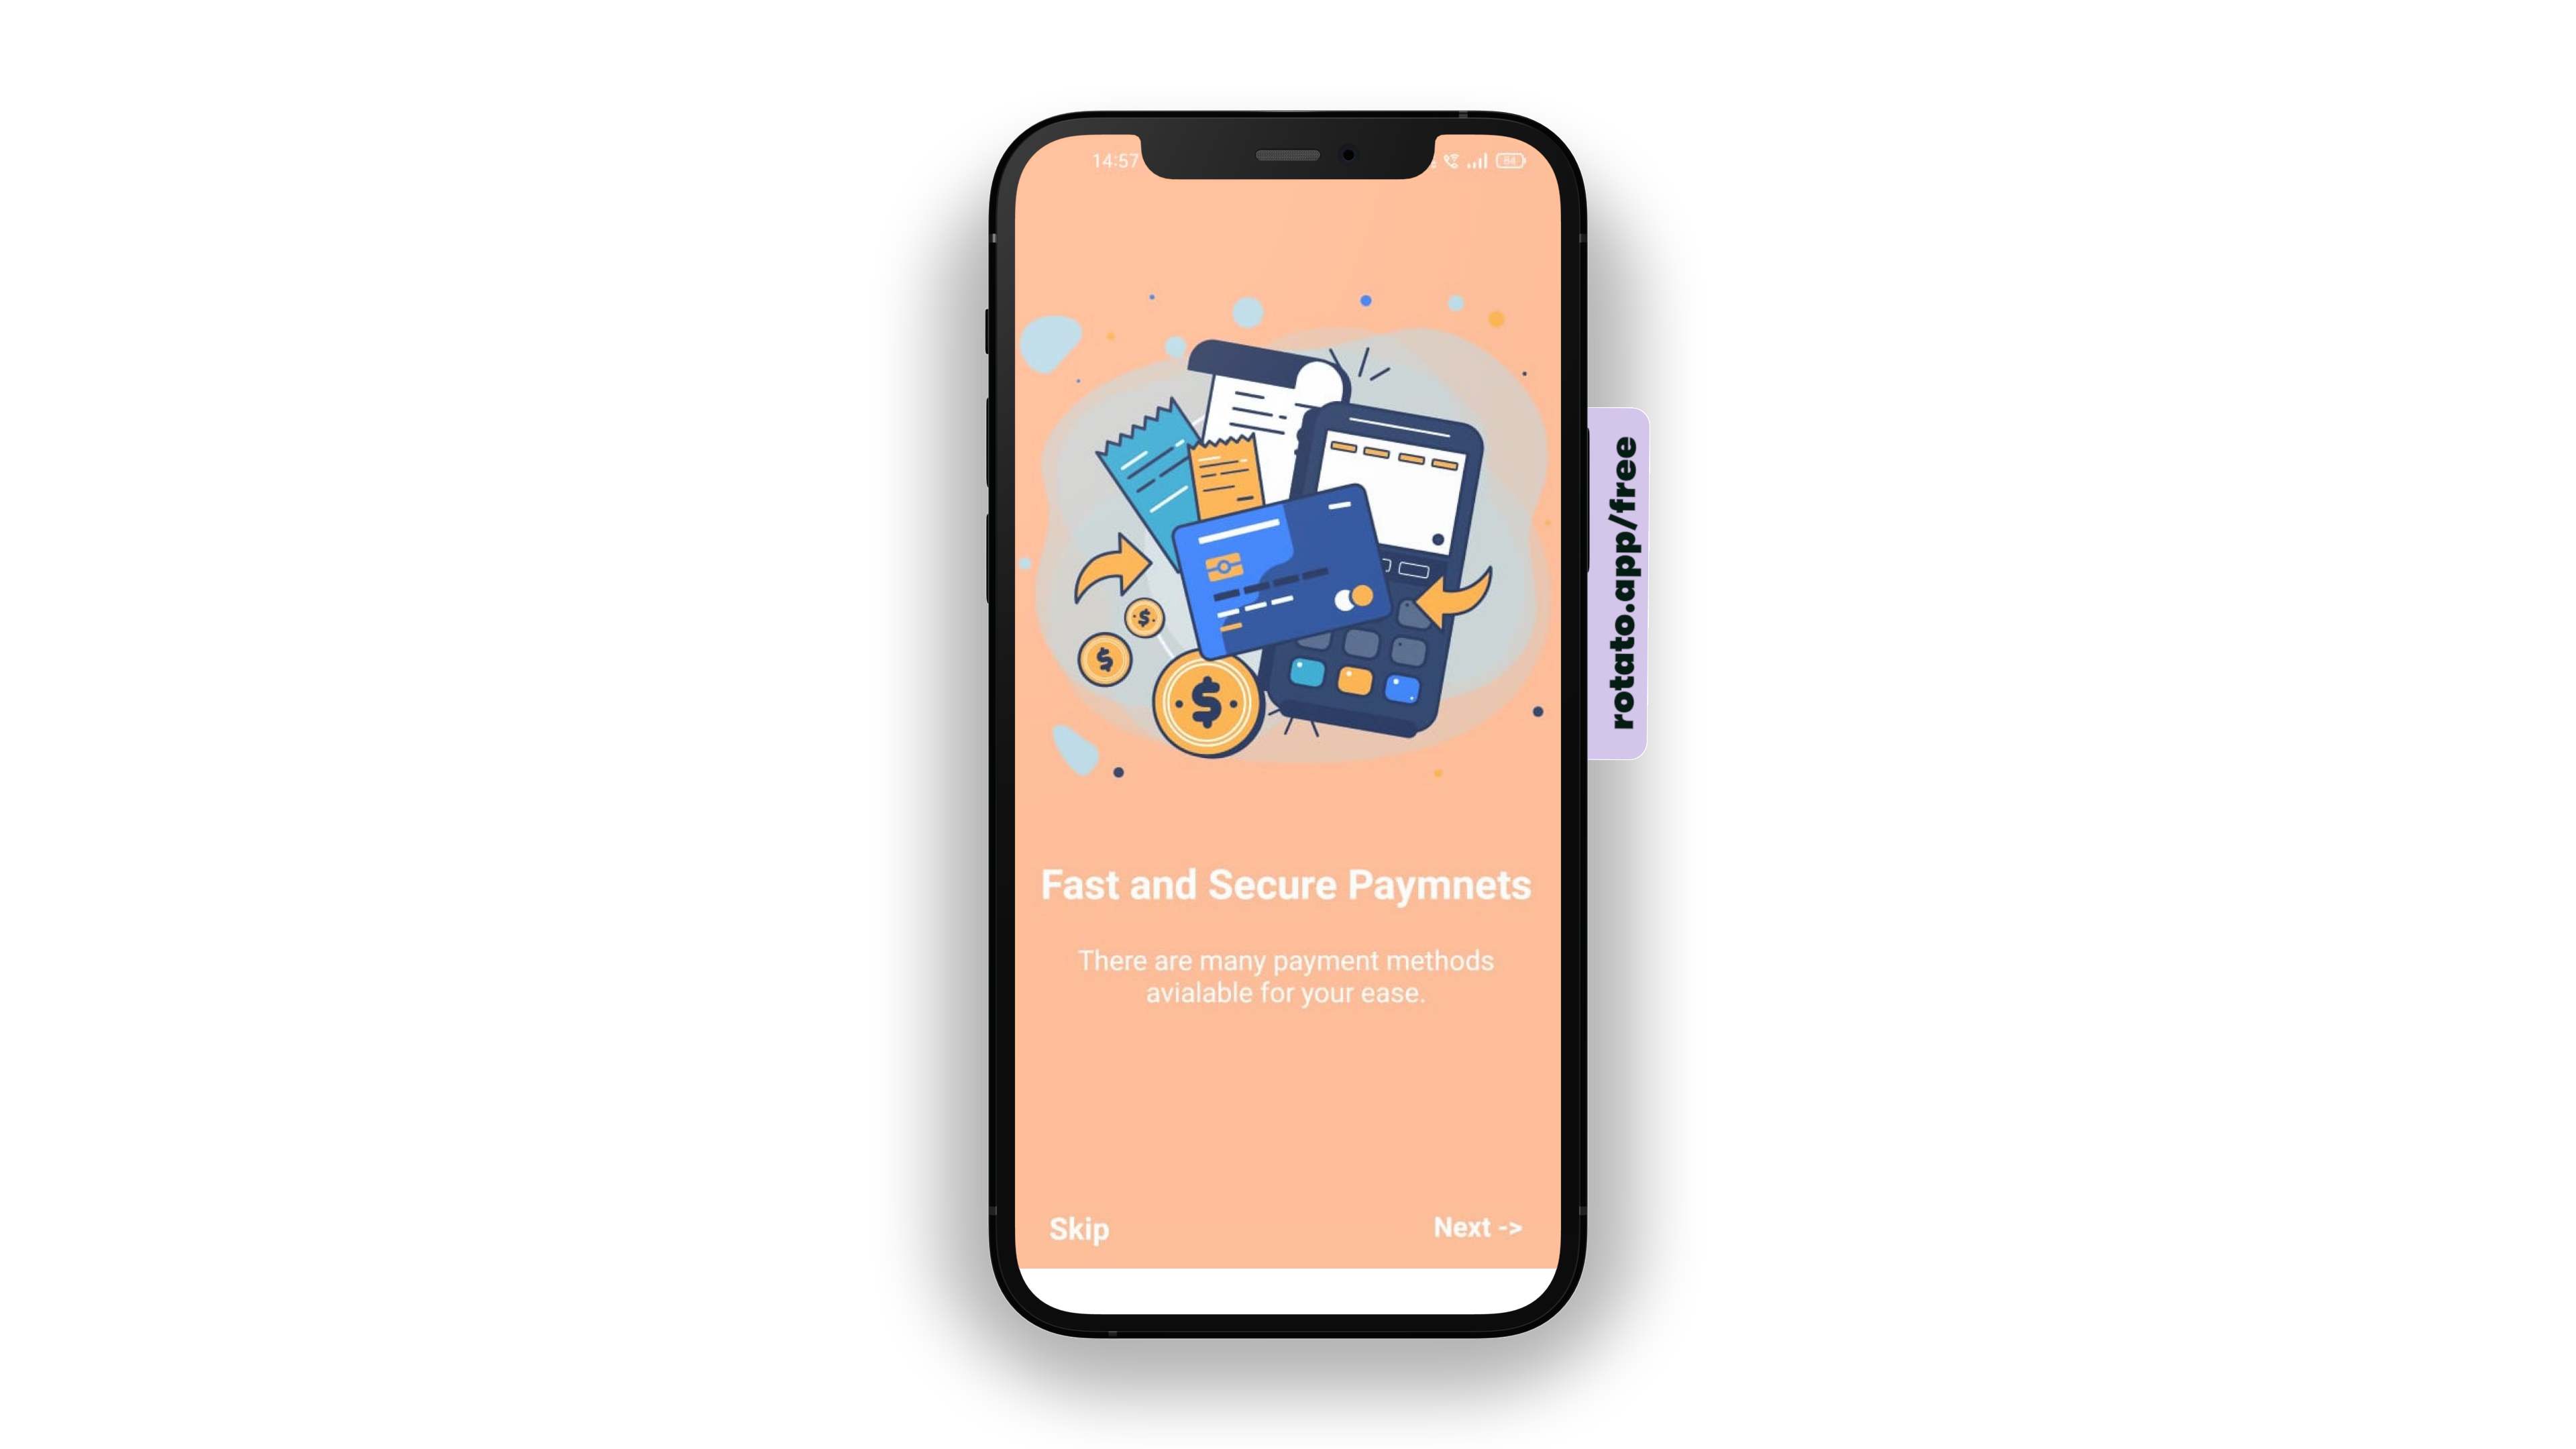 14:57
84
Fast and Secure Paymnets
There are many payment methods
avialable for your ease.
Skip
Next ->
rotato.app/free